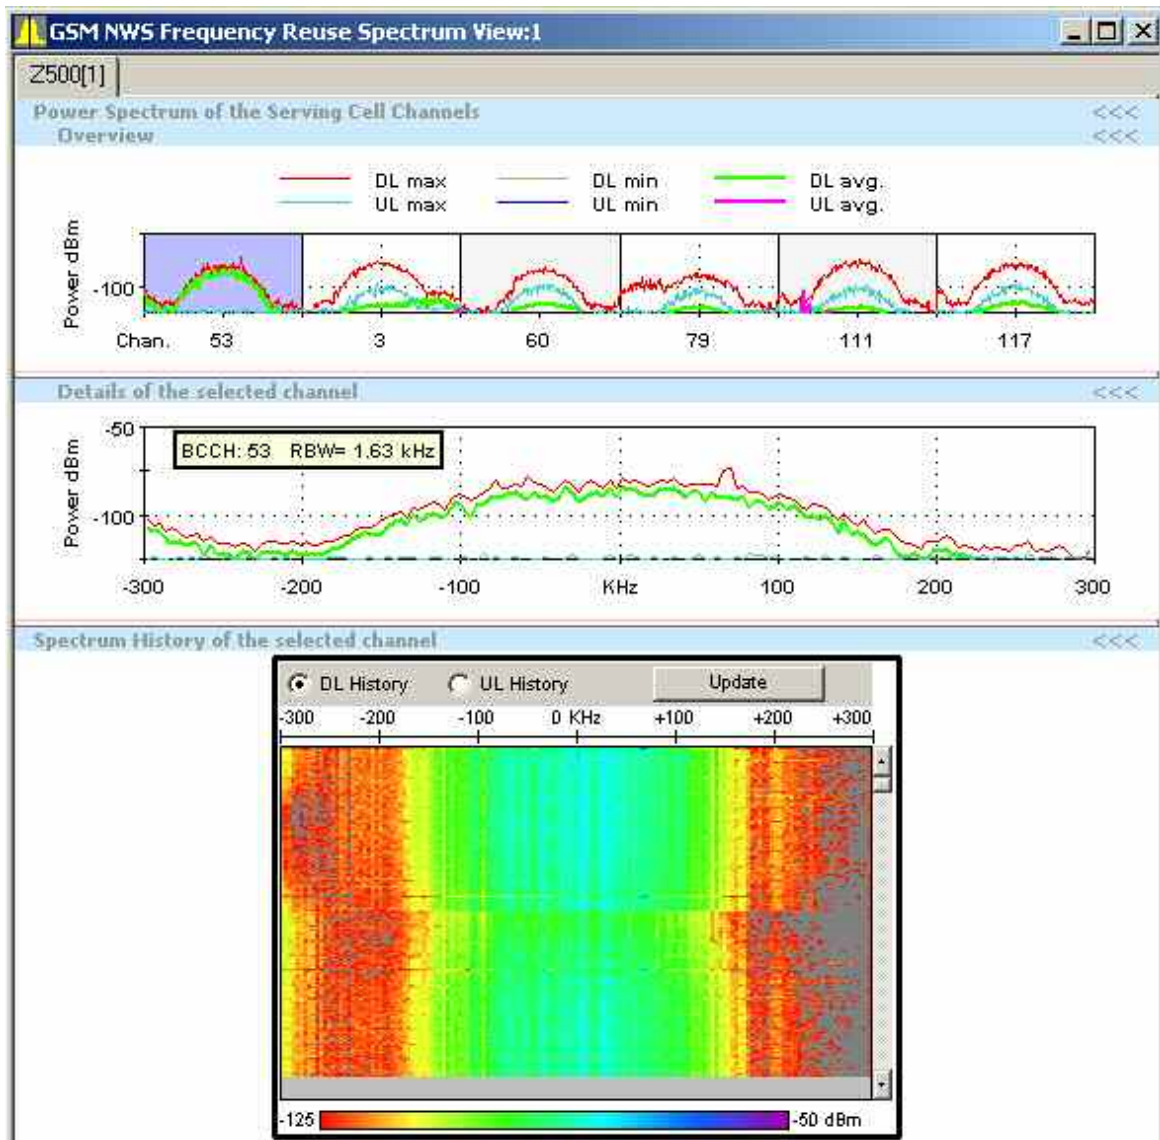 GSM NWS Frequency Reuse Spectrum View:1
Z500[1]
Power Spectrum of the Serving Cell Channels <<<
Overview <<<
DL max DL min DL avg.
UL max UL min UL avg.
Power dBm
-100
Chan. 53 3 60 79 111 117
Details of the selected channel <<<
-50
BCCH: 53 RBW= 1.63 kHz
Power dBm
-100
-300 -200 -100 KHz 100 200 300
Spectrum History of the selected channel <<<
DL History UL History Update
-300 -200 -100 0 KHz +100 +200 +300
-125 -50 dBm